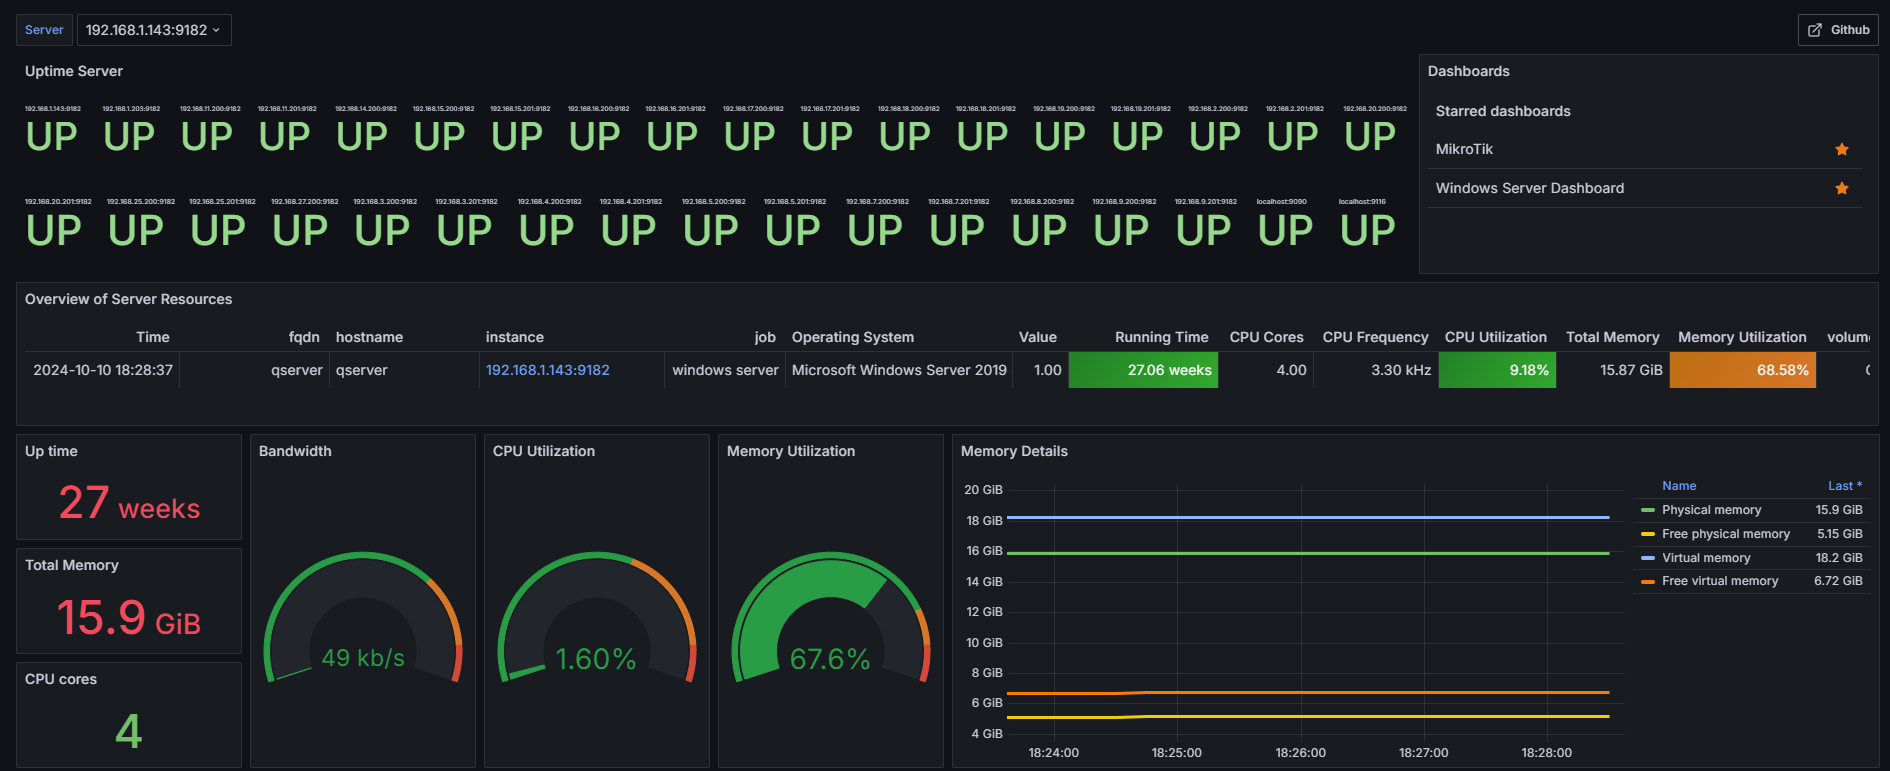 Server 192.168.1.143:9182 Github
Uptime Server
192.168.1.143:9182 192.168.1.203:9182 192.168.11.200:9182 192.168.11.201:9182 192.168.14.200:9182 192.168.15.200:9182 192.168.15.201:9182 192.168.16.200:9182 192.168.16.201:9182 192.168.17.200:9182 192.168.17.201:9182 192.168.18.200:9182 192.168.18.201:9182 192.168.19.200:9182 192.168.19.201:9182 192.168.2.200:9182 192.168.2.201:9182 192.168.20.200:9182
UP UP UP UP UP UP UP UP UP UP UP UP UP UP UP UP UP UP
192.168.20.201:9182 192.168.25.200:9182 192.168.25.201:9182 192.168.27.200:9182 192.168.3.200:9182 192.168.3.201:9182 192.168.4.200:9182 192.168.4.201:9182 192.168.5.200:9182 192.168.5.201:9182 192.168.7.200:9182 192.168.7.201:9182 192.168.8.200:9182 192.168.9.200:9182 192.168.9.201:9182 localhost:9090 localhost:9116
UP UP UP UP UP UP UP UP UP UP UP UP UP UP UP UP UP
Dashboards
Starred dashboards
MikroTik
Windows Server Dashboard
Overview of Server Resources
Time fqdn hostname instance job Operating System Value Running Time CPU Cores CPU Frequency CPU Utilization Total Memory Memory Utilization volum
2024-10-10 18:28:37 qserver qserver 192.168.1.143:9182 windows server Microsoft Windows Server 2019 1.00 27.06 weeks 4.00 3.30 kHz 9.18% 15.87 GiB 68.58%
Up time
27 weeks
Total Memory
15.9 GiB
CPU cores
4
Bandwidth
49 kb/s
CPU Utilization
1.60%
Memory Utilization
67.6%
Memory Details
20 GiB
18 GiB
16 GiB
14 GiB
12 GiB
10 GiB
8 GiB
6 GiB
4 GiB
18:24:00 18:25:00 18:26:00 18:27:00 18:28:00
Name Last *
Physical memory 15.9 GiB
Free physical memory 5.15 GiB
Virtual memory 18.2 GiB
Free virtual memory 6.72 GiB